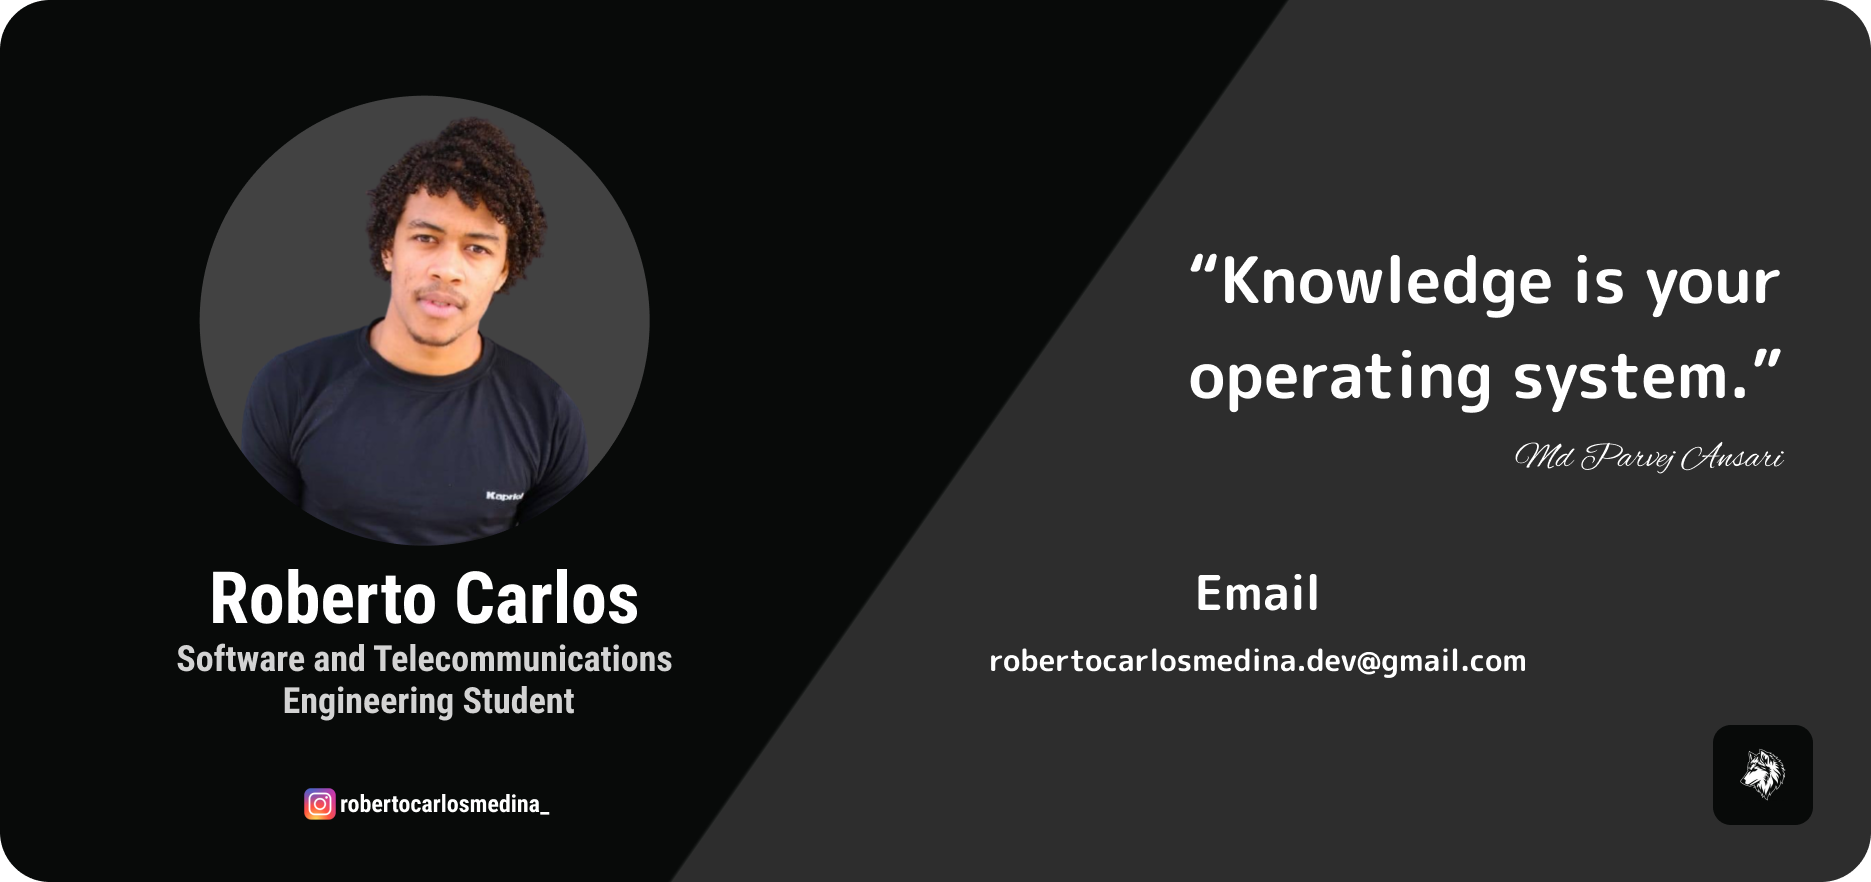 Roberto Carlos
Software and Telecommunications
Engineering Student
robertocarlosmedina_
“Knowledge is your
operating system.”
Md Parvej Ansari
Email
robertocarlosmedina.dev@gmail.com